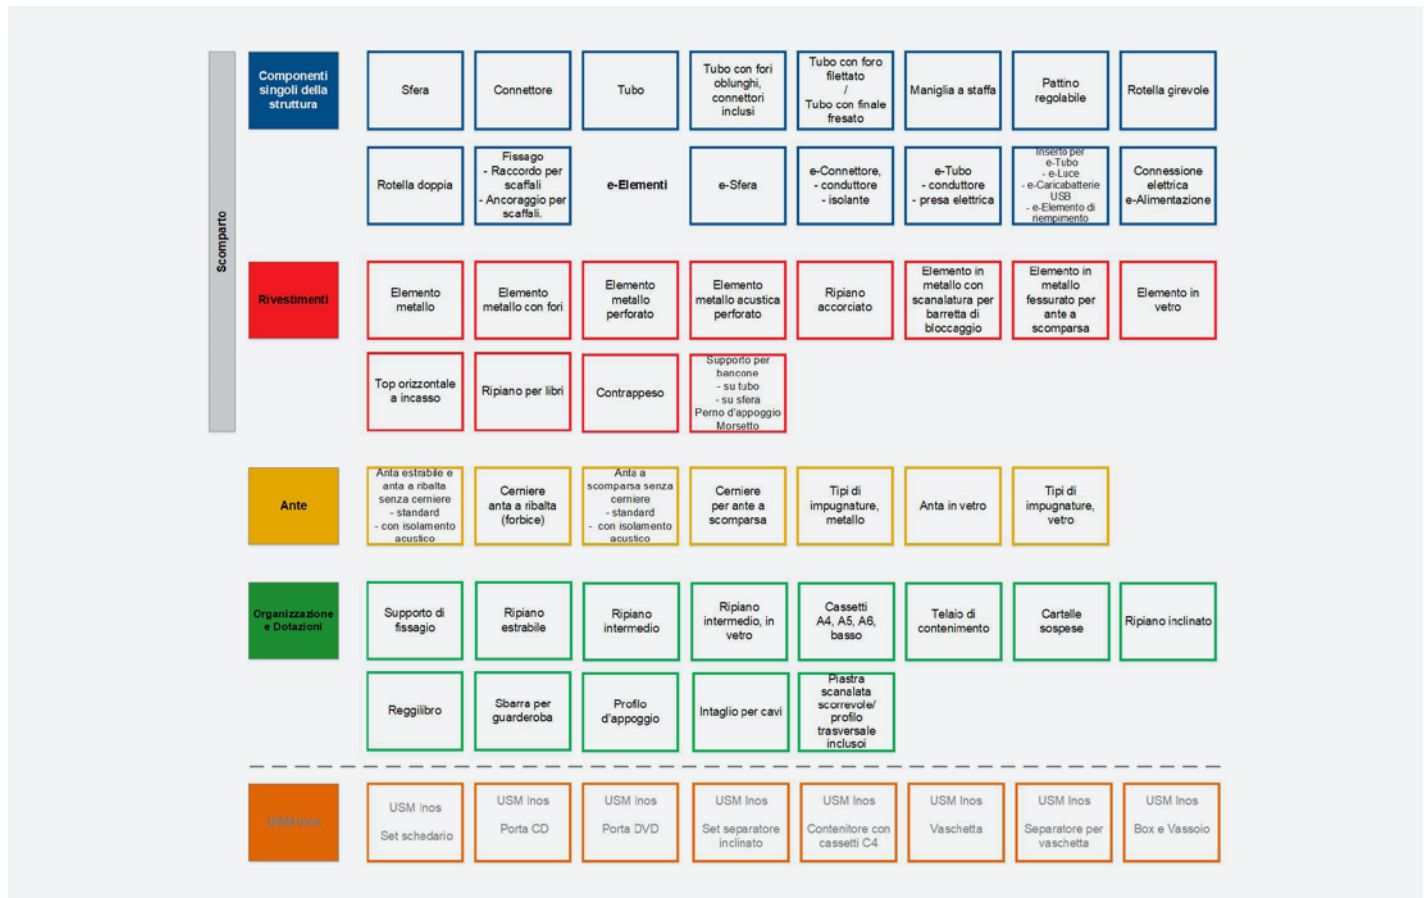 Scomparto
Componenti
singoli della
struttura
Sfera
Connettore
Tubo
Tubo con fori
oblunghi,
connettori
inclusi
Tubo con foro
filettato
/
Tubo con finale
fresato
Maniglia a staffa
Pattino
regolabile
Rotella girevole
Rotella doppia
Fissago
- Raccordo per
scaffali
- Ancoraggio per
scaffali.
e-Elementi
e-Sfera
e-Connettore,
- conduttore
- isolante
e-Tubo
- conduttore
- presa elettrica
Inserto per
e-Tubo
- e-Luce
- e-Caricabatterie
USB
- e-Elemento di
riempimento
Connessione
elettrica
e-Alimentazione
Rivestimenti
Elemento
metallo
Elemento
metallo con fori
Elemento
metallo
perforato
Elemento
metallo acustica
perforato
Ripiano
accorciato
Elemento in
metallo con
scanalatura per
barretta di
bloccaggio
Elemento in
metallo
fessurato per
ante a
scomparsa
Elemento in
vetro
Top orizzontale
a incasso
Ripiano per libri
Contrappeso
Supporto per
bancone
- su tubo
- su sfera
Perno d'appoggio
Morsetto
Ante
Anta estrabile e
anta a ribalta
senza cerniere
- standard
- con isolamento
acustico
Cerniere
anta a ribalta
(forbice)
Anta a
scomparsa senza
cerniere
- standard
- con isolamento
acustico
Cerniere
per ante a
scomparsa
Tipi di
impugnature,
metallo
Anta in vetro
Tipi di
impugnature,
vetro
Organizzazione
e Dotazioni
Supporto di
fissagio
Ripiano
estrabile
Ripiano
intermedio
Ripiano
intermedio, in
vetro
Cassetti
A4, A5, A6,
basso
Telaio di
contenimento
Cartelle
sospese
Ripiano inclinato
Reggilibro
Sbarra per
guarderoba
Profilo
d'appoggio
Intaglio per cavi
Piastra
scanalata
scorrevole/
profilo
trasversale
inclusoi
USM Inos
USM Inos
Set schedario
USM Inos
Porta CD
USM Inos
Porta DVD
USM Inos
Set separatore
inclinato
USM Inos
Contenitore con
cassetti C4
USM Inos
Vaschetta
USM Inos
Separatore per
vaschetta
USM Inos
Box e Vassoio